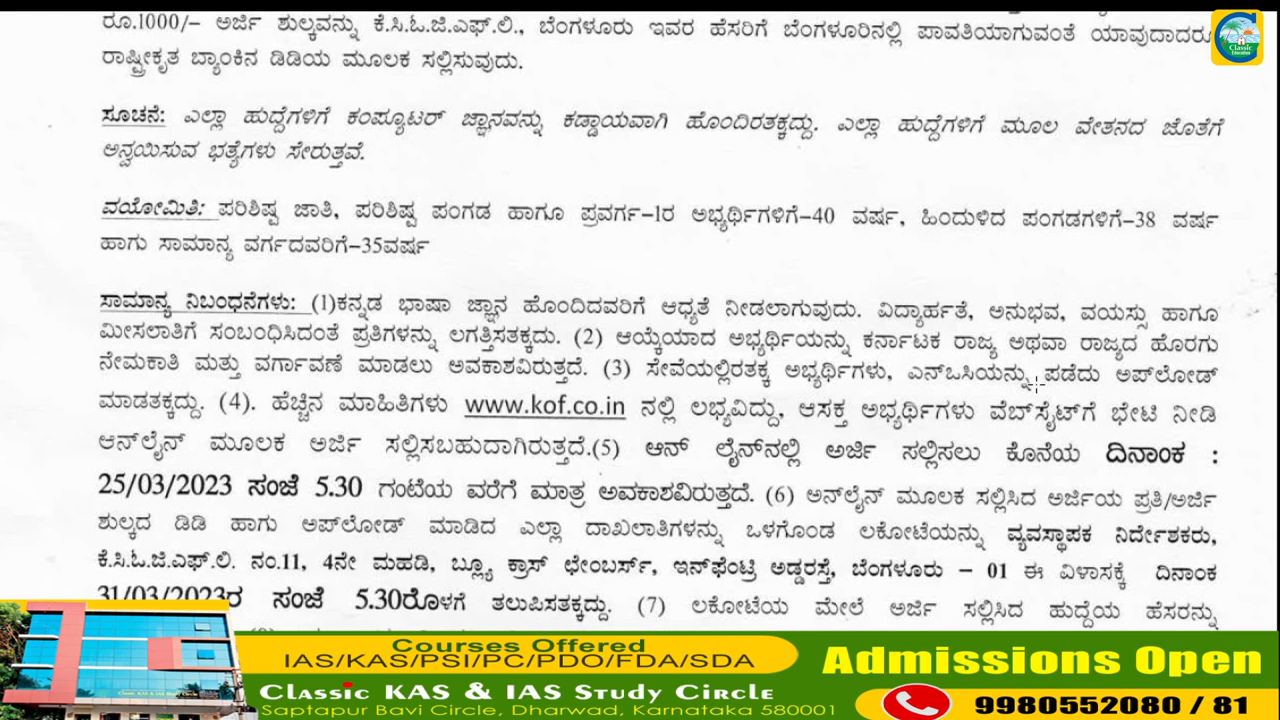 ರೂ.1000/- ಅರ್ಜಿ ಶುಲ್ಕವನ್ನು ಕೆ.ಸಿ.ಓ.ಜಿ.ಎಫ್.ಲಿ., ಬೆಂಗಳೂರು ಇವರ ಹೆಸರಿಗೆ ಬೆಂಗಳೂರಿನಲ್ಲಿ ಪಾವತಿಯಾಗುವಂತೆ ಯಾವುದಾದರೂ
ರಾಷ್ಟ್ರೀಕೃತ ಬ್ಯಾಂಕಿನ ಡಿಡಿಯ ಮೂಲಕ ಸಲ್ಲಿಸುವುದು.
Classic
Education
ಸೂಚನೆ: ಎಲ್ಲಾ ಹುದ್ದೆಗಳಿಗೆ ಕಂಪ್ಯೂಟರ್ ಜ್ಞಾನವನ್ನು ಕಡ್ಡಾಯವಾಗಿ ಹೊಂದಿರತಕ್ಕದ್ದು. ಎಲ್ಲಾ ಹುದ್ದೆಗಳಿಗೆ ಮೂಲ ವೇತನದ ಜೊತೆಗೆ
ಅನ್ವಯಿಸುವ ಭತ್ಯೆಗಳು ಸೇರುತ್ತವೆ.
ವಯೋಮಿತಿ: ಪರಿಶಿಷ್ಟ ಜಾತಿ, ಪರಿಶಿಷ್ಟ ಪಂಗಡ ಹಾಗೂ ಪ್ರವರ್ಗ-1ರ ಅಭ್ಯರ್ಥಿಗಳಿಗೆ-40 ವರ್ಷ, ಹಿಂದುಳಿದ ಪಂಗಡಗಳಿಗೆ-38 ವರ್ಷ
ಹಾಗು ಸಾಮಾನ್ಯ ವರ್ಗದವರಿಗೆ-35ವರ್ಷ
ಸಾಮಾನ್ಯ ನಿಬಂಧನೆಗಳು: (1)ಕನ್ನಡ ಭಾಷಾ ಜ್ಞಾನ ಹೊಂದಿದವರಿಗೆ ಆಧ್ಯತೆ ನೀಡಲಾಗುವುದು. ವಿದ್ಯಾರ್ಹತೆ, ಅನುಭವ, ವಯಸ್ಸು ಹಾಗೂ
ಮೀಸಲಾತಿಗೆ ಸಂಬಂಧಿಸಿದಂತೆ ಪ್ರತಿಗಳನ್ನು ಲಗತ್ತಿಸತಕ್ಕದು. (2) ಆಯ್ಕೆಯಾದ ಅಭ್ಯರ್ಥಿಯನ್ನು ಕರ್ನಾಟಕ ರಾಜ್ಯ ಅಥವಾ ರಾಜ್ಯದ ಹೊರಗು
ನೇಮಕಾತಿ ಮತ್ತು ವರ್ಗಾವಣೆ ಮಾಡಲು ಅವಕಾಶವಿರುತ್ತದೆ. (3) ಸೇವೆಯಲ್ಲಿರತಕ್ಕ ಅಭ್ಯರ್ಥಿಗಳು, ಎನ್‌ಒಸಿಯನ್ನು ಪಡೆದು ಅಪ್‌ಲೋಡ್
ಮಾಡತಕ್ಕದ್ದು. (4). ಹೆಚ್ಚಿನ ಮಾಹಿತಿಗಳು www.kof.co.in ನಲ್ಲಿ ಲಭ್ಯವಿದ್ದು, ಆಸಕ್ತ ಅಭ್ಯರ್ಥಿಗಳು ವೆಬ್‌ಸೈಟ್‌ಗೆ ಭೇಟಿ ನೀಡಿ
ಆನ್‌ಲೈನ್ ಮೂಲಕ ಅರ್ಜಿ ಸಲ್ಲಿಸಬಹುದಾಗಿರುತ್ತದೆ.(5) ಆನ್ ಲೈನ್‌ನಲ್ಲಿ ಅರ್ಜಿ ಸಲ್ಲಿಸಲು ಕೊನೆಯ ದಿನಾಂಕ :
25/03/2023 ಸಂಜೆ 5.30 ಗಂಟೆಯ ವರೆಗೆ ಮಾತ್ರ ಅವಕಾಶವಿರುತ್ತದೆ. (6) ಅನ್‌ಲೈನ್ ಮೂಲಕ ಸಲ್ಲಿಸಿದ ಅರ್ಜಿಯ ಪ್ರತಿ/ಅರ್ಜಿ
ಶುಲ್ಕದ ಡಿಡಿ ಹಾಗು ಅಪ್‌ಲೋಡ್ ಮಾಡಿದ ಎಲ್ಲಾ ದಾಖಲಾತಿಗಳನ್ನು ಒಳಗೊಂಡ ಲಕೋಟೆಯನ್ನು ವ್ಯವಸ್ಥಾಪಕ ನಿರ್ದೇಶಕರು,
ಕೆ.ಸಿ.ಓ.ಜಿ.ಎಫ್.ಲಿ. ನಂ.11, 4ನೇ ಮಹಡಿ, ಬ್ಲ್ಯೂ ಕ್ರಾಸ್ ಛೇಂಬರ್ಸ್, ಇನ್‌ಫೆಂಟ್ರಿ ಅಡ್ಡರಸ್ತೆ, ಬೆಂಗಳೂರು – 01 ಈ ವಿಳಾಸಕ್ಕೆ ದಿನಾಂಕ
31/03/2023ರ ಸಂಜೆ 5.30ರೊಳಗೆ ತಲುಪಿಸತಕ್ಕದ್ದು. (7) ಲಕೋಟೆಯ ಮೇಲೆ ಅರ್ಜಿ ಸಲ್ಲಿಸಿದ ಹುದ್ದೆಯ ಹೆಸರನ್ನು
Courses Offered
IAS/KAS/PSI/PC/PDO/FDA/SDA
Classic KAS & IAS Study Circle
Saptapur Bavi Circle, Dharwad, Karnataka 580001
Admissions Open
9980552080 / 81